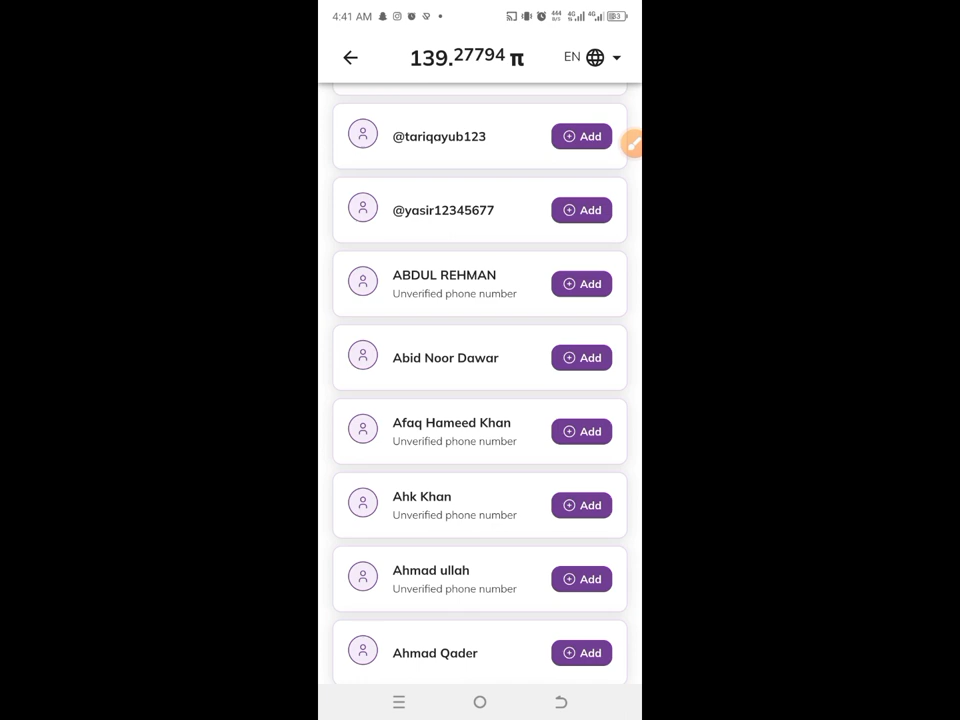 4:41 AM
139.27794 π
EN
@tariqayub123
Add
@yasir12345677
Add
ABDUL REHMAN
Unverified phone number
Add
Abid Noor Dawar
Add
Afaq Hameed Khan
Unverified phone number
Add
Ahk Khan
Unverified phone number
Add
Ahmad ullah
Unverified phone number
Add
Ahmad Qader
Add